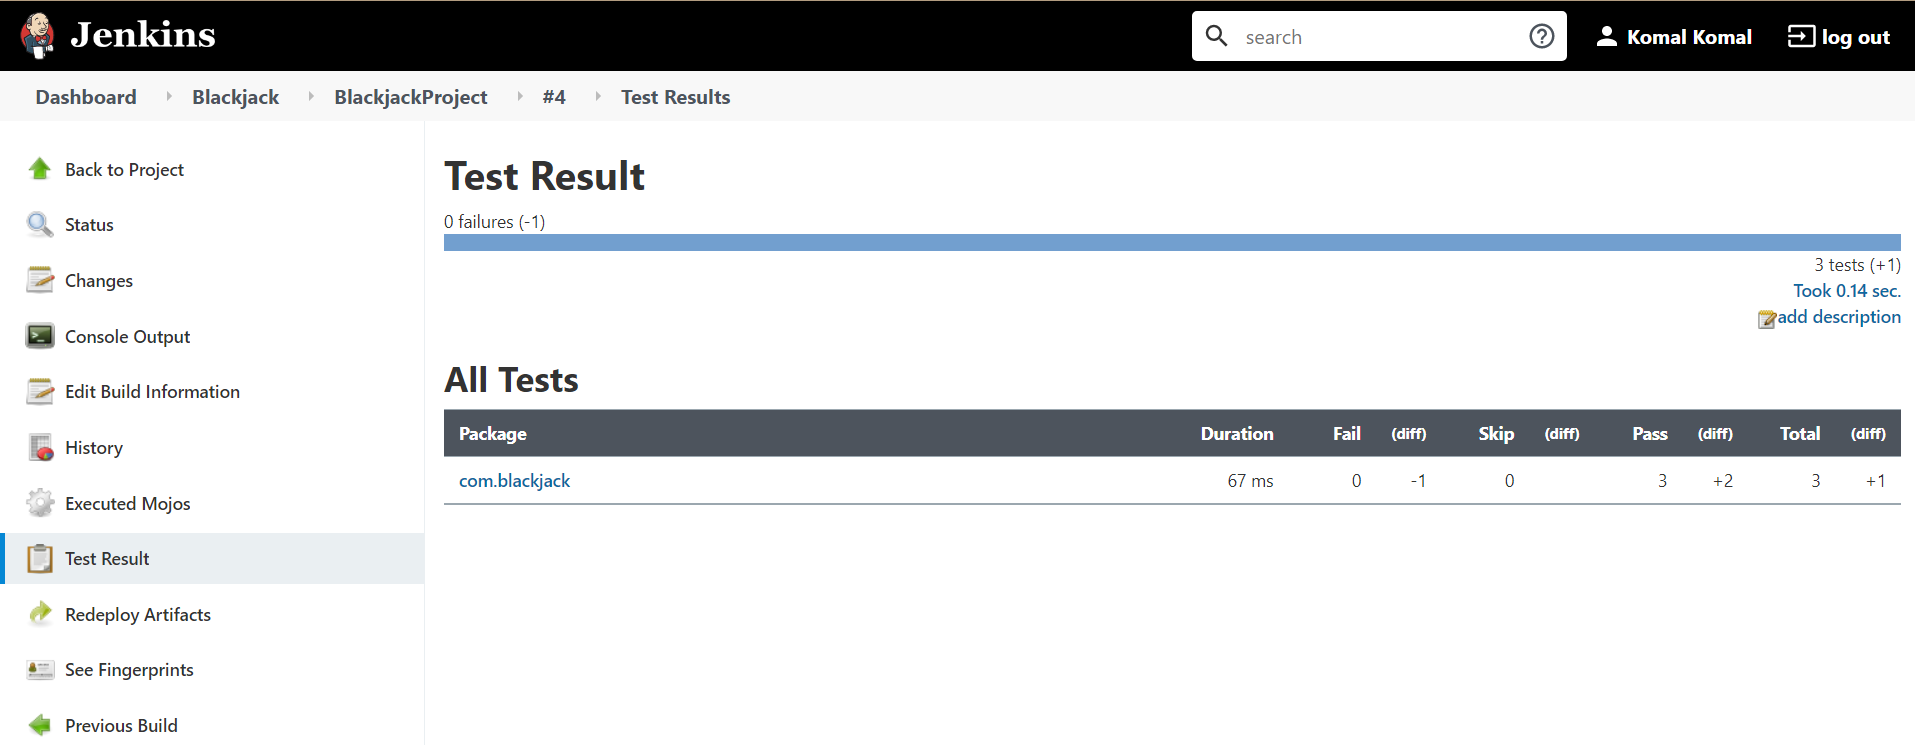 Jenkins
search
Komal Komal
log out
Dashboard Blackjack BlackjackProject #4 Test Results
Back to Project
Status
Changes
Console Output
Edit Build Information
History
Executed Mojos
Test Result
Redeploy Artifacts
See Fingerprints
Previous Build
Test Result
0 failures (-1)
3 tests (+1)
Took 0.14 sec.
add description
All Tests
Package Duration Fail (diff) Skip (diff) Pass (diff) Total (diff)
com.blackjack 67 ms 0 -1 0 3 +2 3 +1